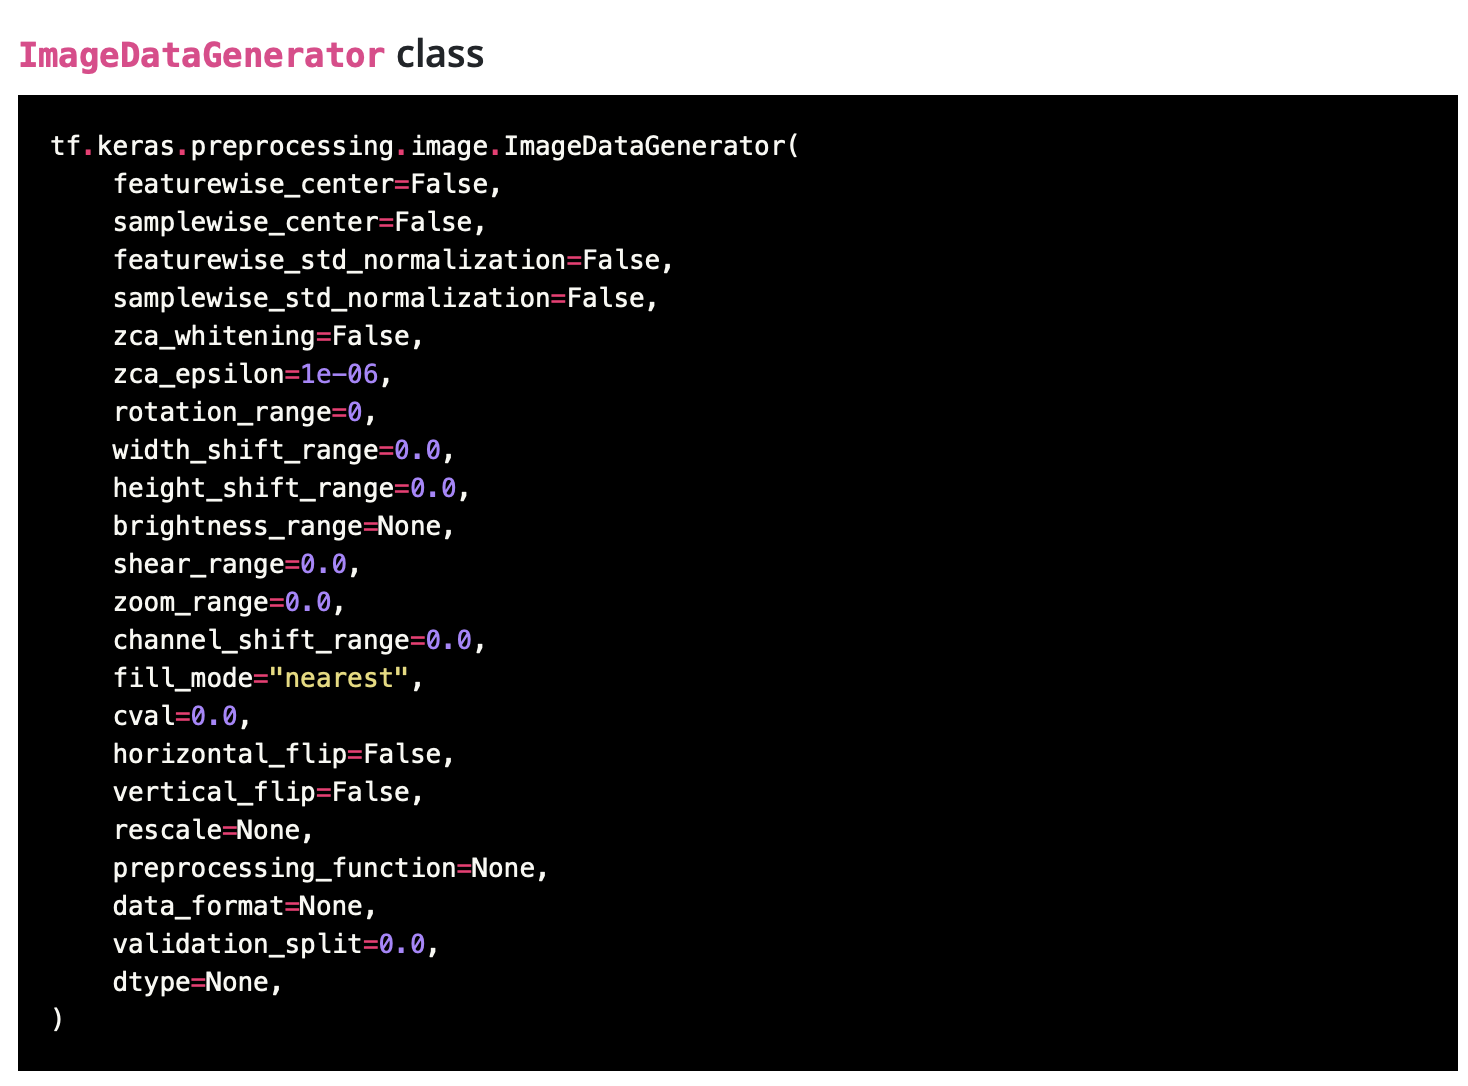 ImageDataGenerator class
tf.keras.preprocessing.image.ImageDataGenerator(
    featurewise_center=False,
    samplewise_center=False,
    featurewise_std_normalization=False,
    samplewise_std_normalization=False,
    zca_whitening=False,
    zca_epsilon=1e-06,
    rotation_range=0,
    width_shift_range=0.0,
    height_shift_range=0.0,
    brightness_range=None,
    shear_range=0.0,
    zoom_range=0.0,
    channel_shift_range=0.0,
    fill_mode="nearest",
    cval=0.0,
    horizontal_flip=False,
    vertical_flip=False,
    rescale=None,
    preprocessing_function=None,
    data_format=None,
    validation_split=0.0,
    dtype=None,
)